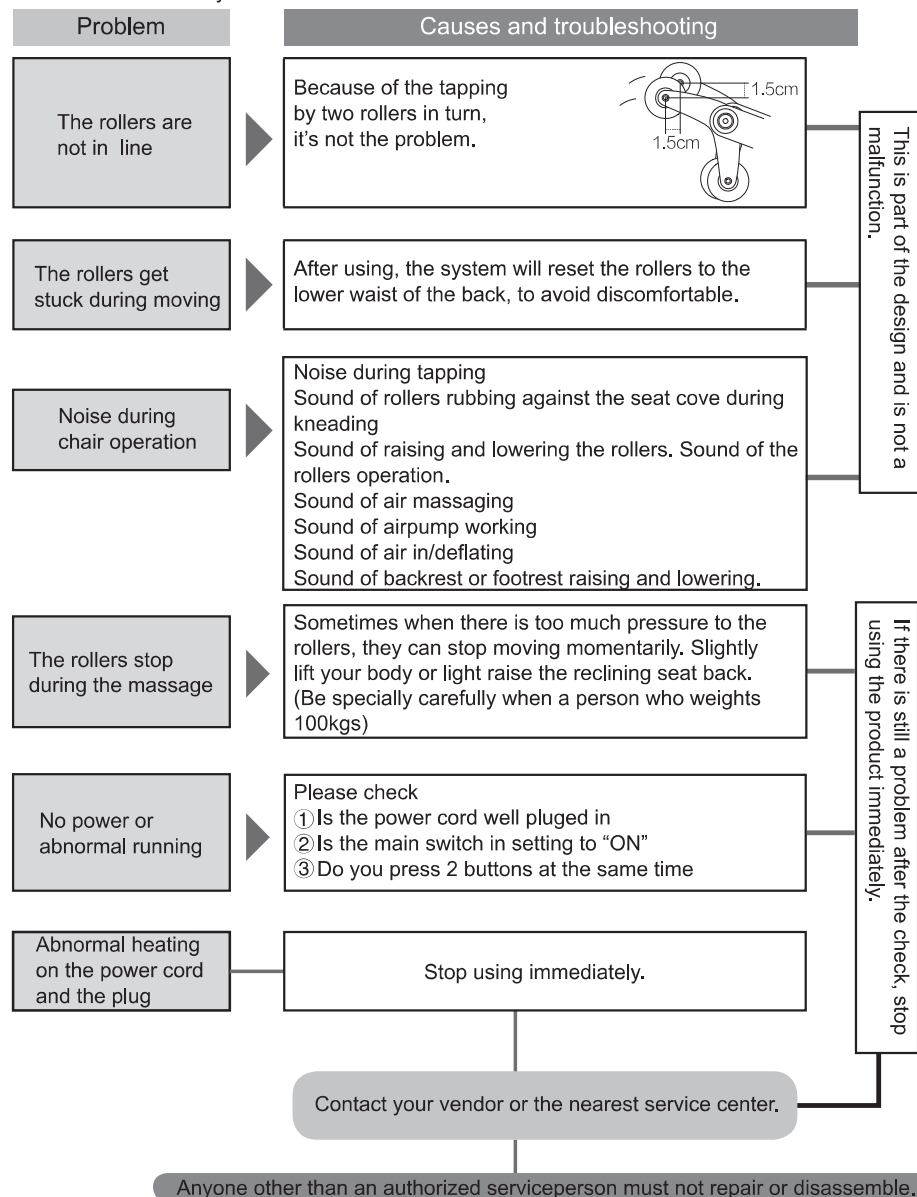 Problem
Causes and troubleshooting
The rollers are
not in line
Because of the tapping
by two rollers in turn,
it's not the problem.
1.5cm
1.5cm
The rollers get
stuck during moving
After using, the system will reset the rollers to the
lower waist of the back, to avoid discomfortable.
Noise during
chair operation
Noise during tapping
Sound of rollers rubbing against the seat cove during
kneading
Sound of raising and lowering the rollers. Sound of the
rollers operation.
Sound of air massaging
Sound of airpump working
Sound of air in/deflating
Sound of backrest or footrest raising and lowering.
This is part of the design and is not a
malfunction.
The rollers stop
during the massage
Sometimes when there is too much pressure to the
rollers, they can stop moving momentarily. Slightly
lift your body or light raise the reclining seat back.
(Be specially carefully when a person who weights
100kgs)
No power or
abnormal running
Please check
①Is the power cord well pluged in
②Is the main switch in setting to “ON”
③Do you press 2 buttons at the same time
If there is still a problem after the check, stop
using the product immediately.
Abnormal heating
on the power cord
and the plug
Stop using immediately.
Contact your vendor or the nearest service center.
Anyone other than an authorized serviceperson must not repair or disassemble.